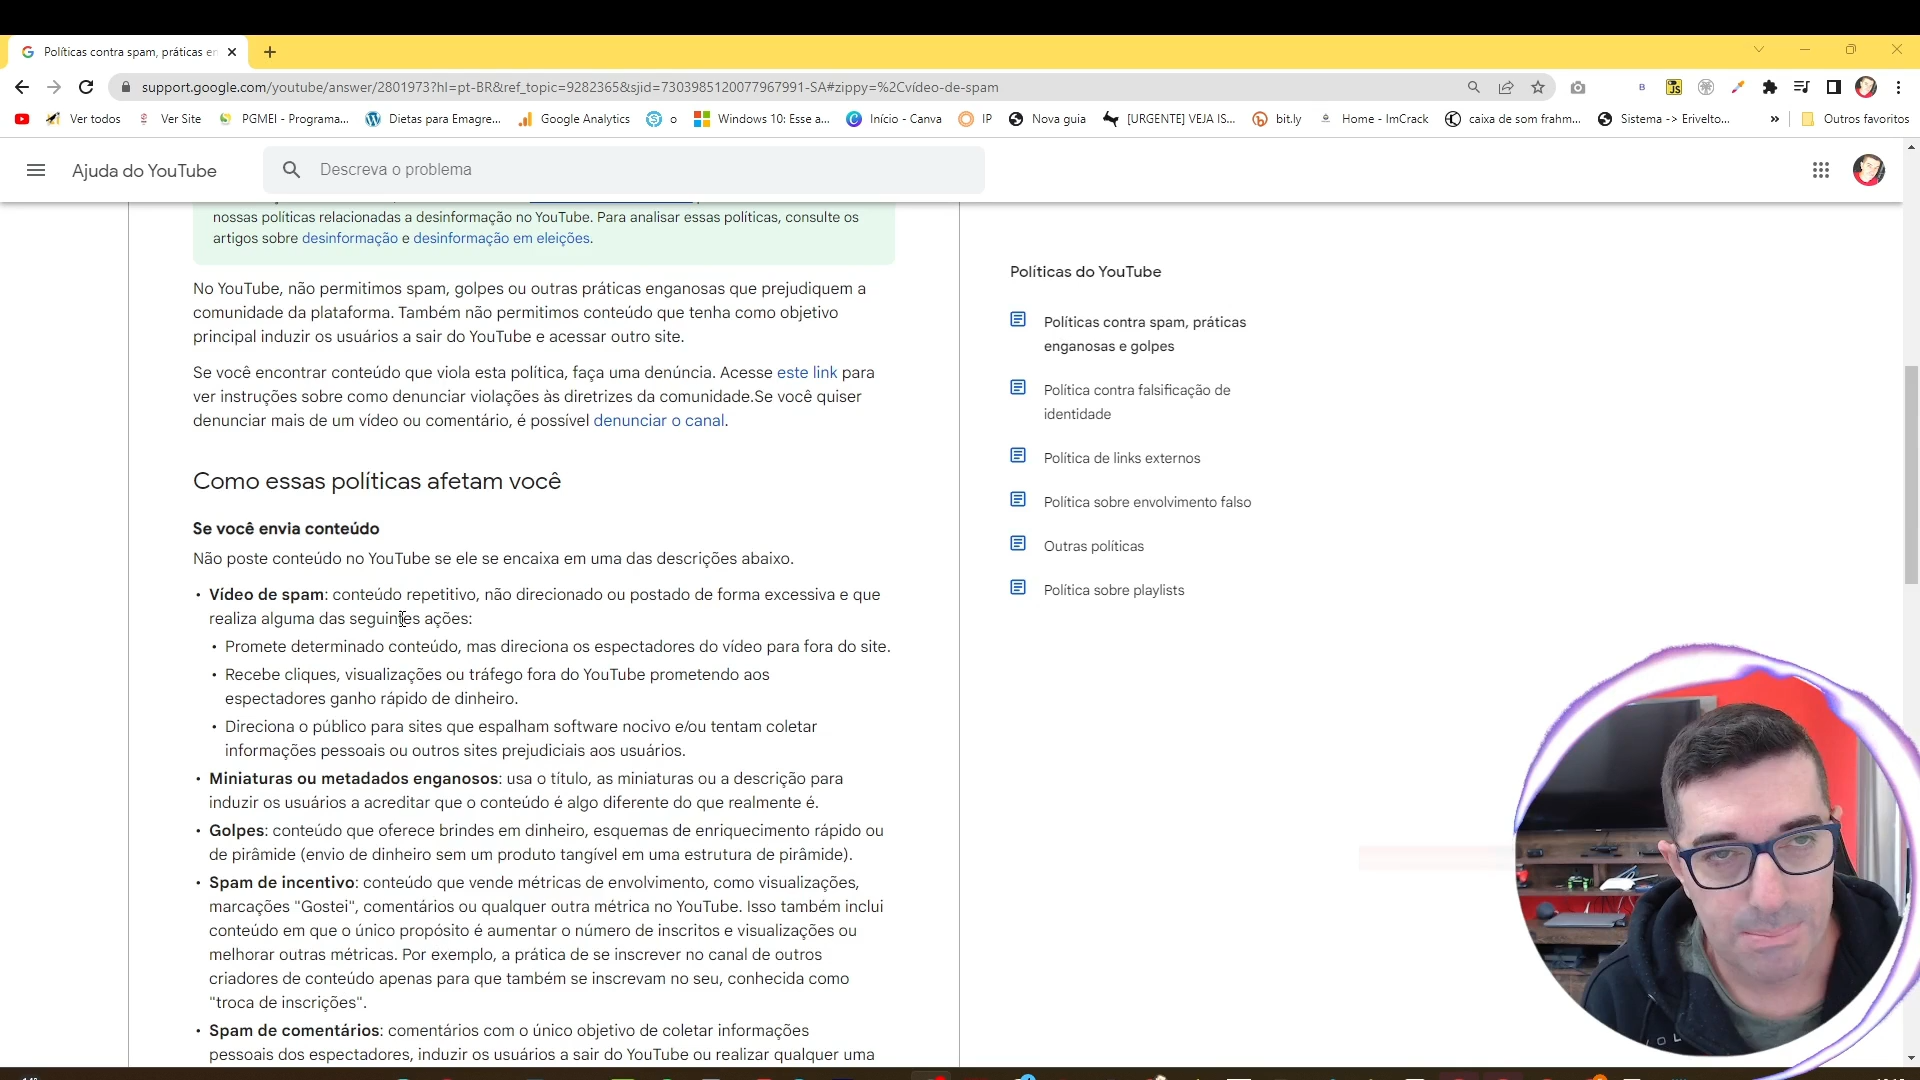 Políticas contra spam, práticas en
support.google.com/youtube/answer/2801973?hl=pt-BR&ref_topic=9282365&sjid=7303985120077967991-SA#zippy=%2Cvídeo-de-spam
Ver todos
Ver Site
PGMEI - Programa...
Dietas para Emagre...
Google Analytics
o
Windows 10: Esse a...
Início - Canva
IP
Nova guia
[URGENTE] VEJA IS...
bit.ly
Home - ImCrack
caixa de som frahm...
Sistema -> Erivelto...
»
Outros favoritos
Ajuda do YouTube
Descreva o problema
nossas políticas relacionadas a desinformação no YouTube. Para analisar essas políticas, consulte os
artigos sobre desinformação e desinformação em eleições.
No YouTube, não permitimos spam, golpes ou outras práticas enganosas que prejudiquem a
comunidade da plataforma. Também não permitimos conteúdo que tenha como objetivo
principal induzir os usuários a sair do YouTube e acessar outro site.
Se você encontrar conteúdo que viola esta política, faça uma denúncia. Acesse este link para
ver instruções sobre como denunciar violações às diretrizes da comunidade.Se você quiser
denunciar mais de um vídeo ou comentário, é possível denunciar o canal.
Como essas políticas afetam você
Se você envia conteúdo
Não poste conteúdo no YouTube se ele se encaixa em uma das descrições abaixo.
• Vídeo de spam: conteúdo repetitivo, não direcionado ou postado de forma excessiva e que
realiza alguma das seguintes ações:
• Promete determinado conteúdo, mas direciona os espectadores do vídeo para fora do site.
• Recebe cliques, visualizações ou tráfego fora do YouTube prometendo aos
espectadores ganho rápido de dinheiro.
• Direciona o público para sites que espalham software nocivo e/ou tentam coletar
informações pessoais ou outros sites prejudiciais aos usuários.
• Miniaturas ou metadados enganosos: usa o título, as miniaturas ou a descrição para
induzir os usuários a acreditar que o conteúdo é algo diferente do que realmente é.
• Golpes: conteúdo que oferece brindes em dinheiro, esquemas de enriquecimento rápido ou
de pirâmide (envio de dinheiro sem um produto tangível em uma estrutura de pirâmide).
• Spam de incentivo: conteúdo que vende métricas de envolvimento, como visualizações,
marcações "Gostei", comentários ou qualquer outra métrica no YouTube. Isso também inclui
conteúdo em que o único propósito é aumentar o número de inscritos e visualizações ou
melhorar outras métricas. Por exemplo, a prática de se inscrever no canal de outros
criadores de conteúdo apenas para que também se inscrevam no seu, conhecida como
"troca de inscrições".
• Spam de comentários: comentários com o único objetivo de coletar informações
pessoais dos espectadores, induzir os usuários a sair do YouTube ou realizar qualquer uma
Políticas do YouTube
Políticas contra spam, práticas
enganosas e golpes
Política contra falsificação de
identidade
Política de links externos
Política sobre envolvimento falso
Outras políticas
Política sobre playlists